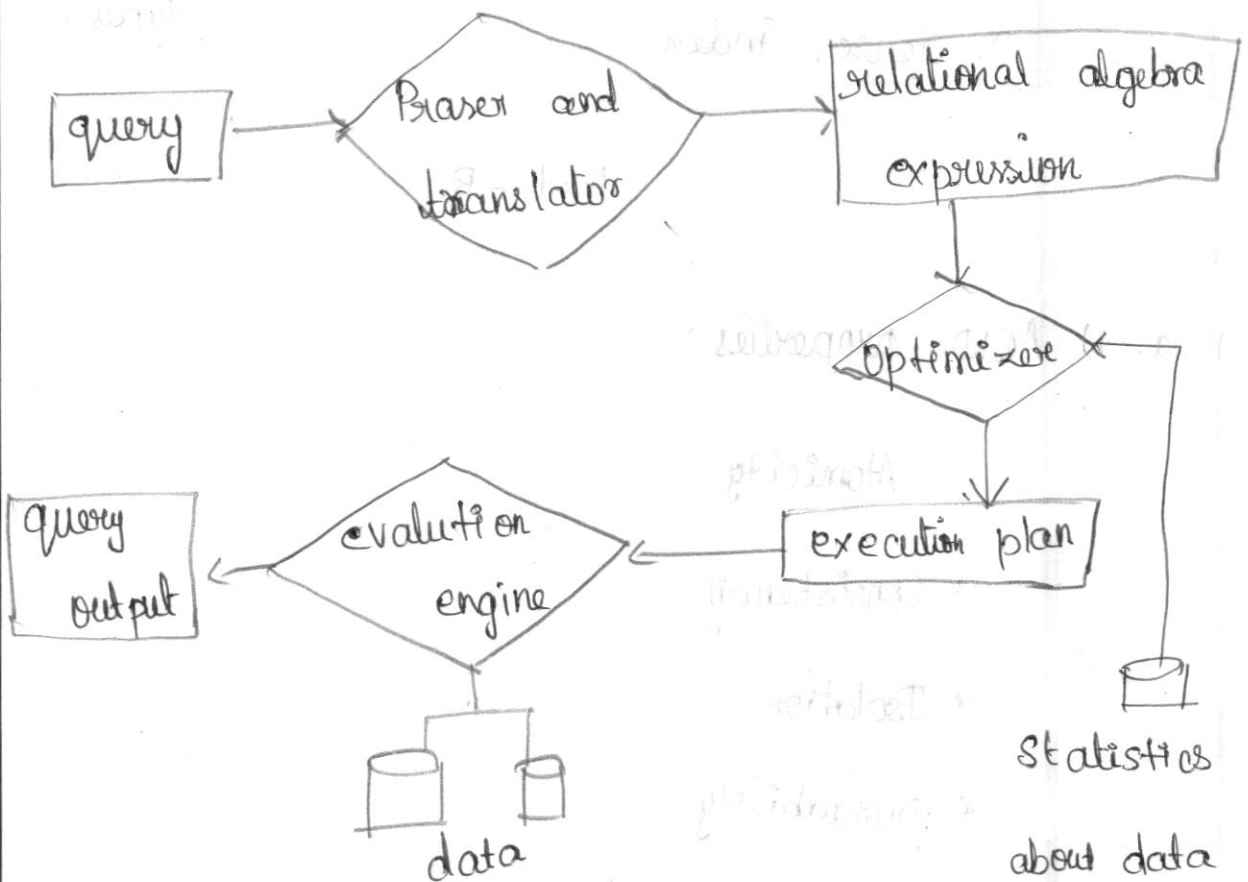 query
Praser and
translator
relational algebra
expression
optimizer
execution plan
evalution
engine
query
output
data
Statistics
about data